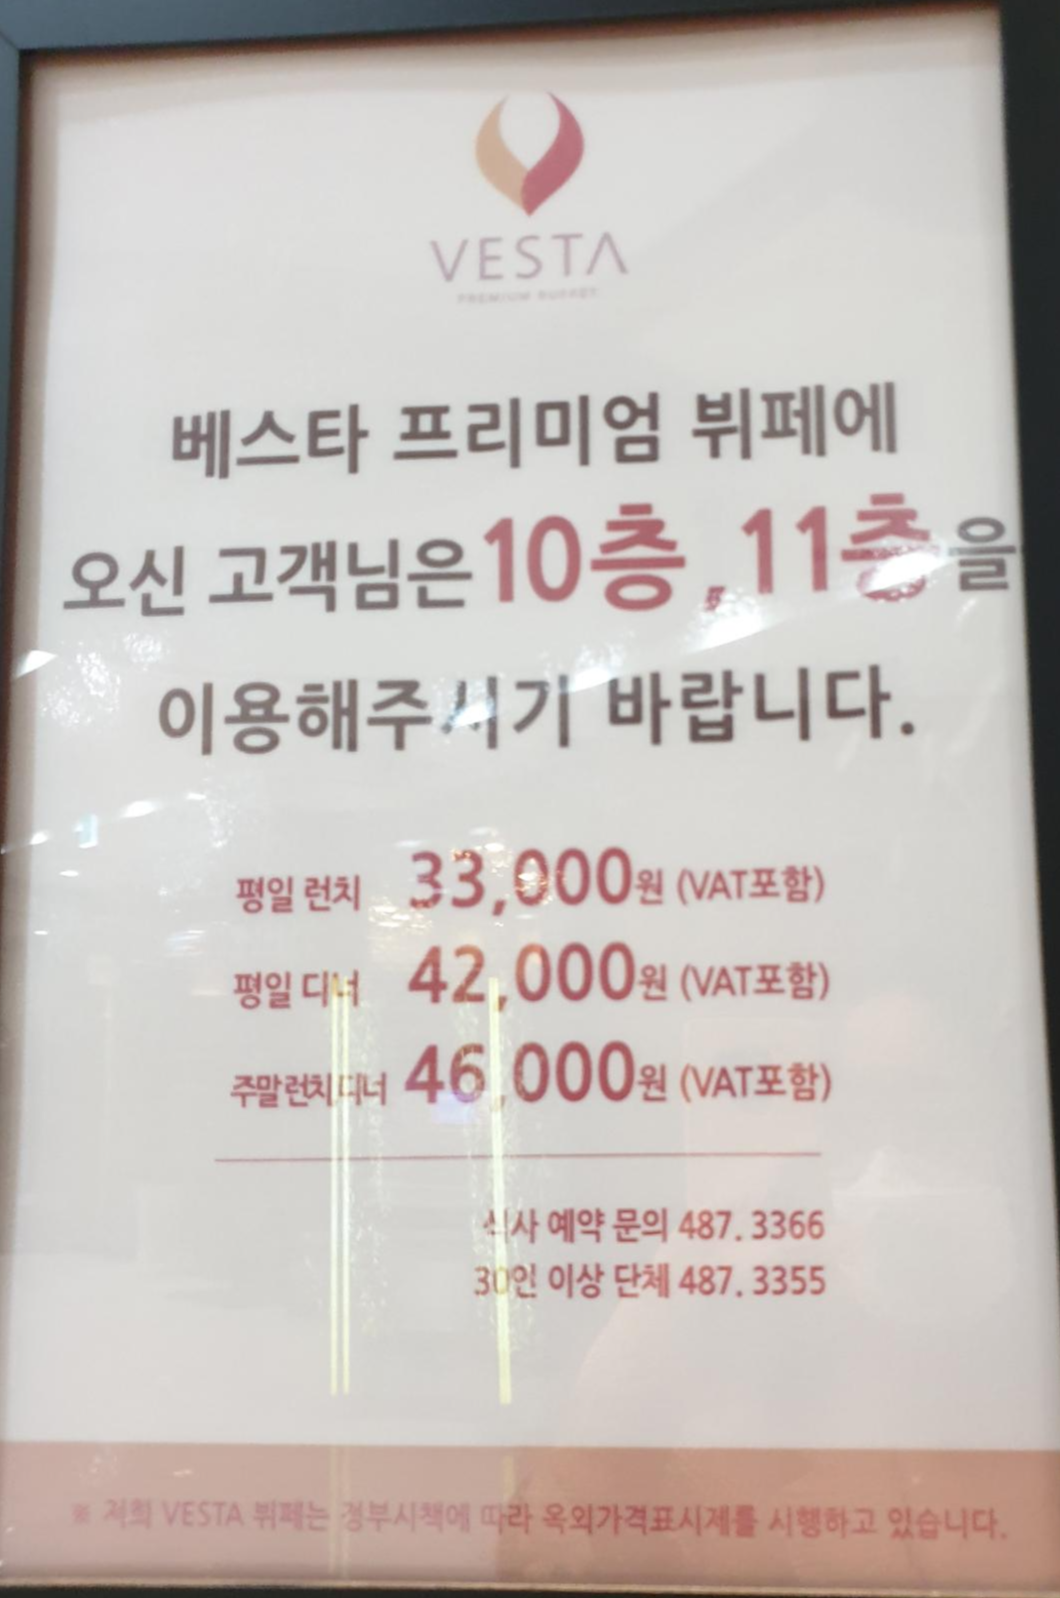 VESTA
PREMIUM BUFFET
베스타 프리미엄 뷔페에
오신 고객님은 10층 , 11층 을
이용해주시기 바랍니다.
평일 런치 33,000원 (VAT포함)
평일 디너 42,000원 (VAT포함)
주말런치디너 46,000원 (VAT포함)
식사 예약 문의 487. 3366
30인 이상 단체 487. 3355
※ 저희 VESTA 뷔페는 정부시책에 따라 옥외가격표시제를 시행하고 있습니다.